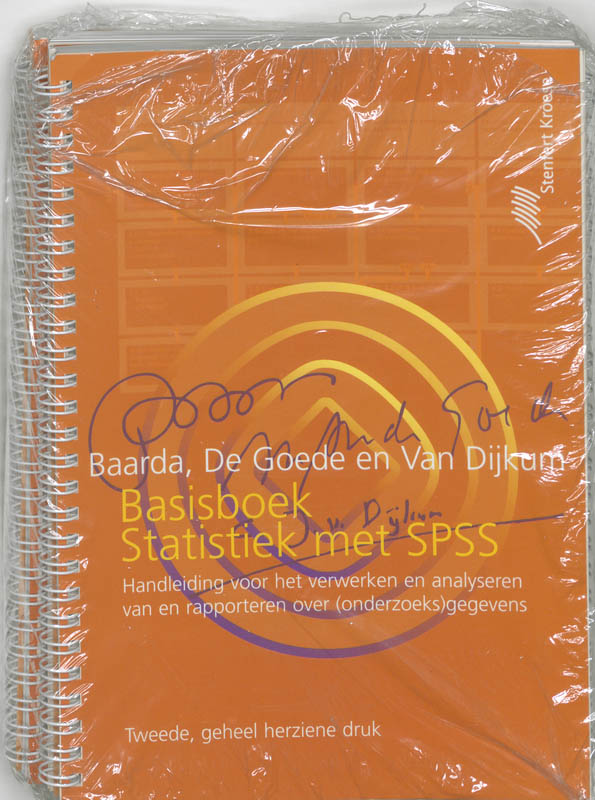 Stenfert Kroese
Baarda, De Goede en Van Dijkum
Basisboek
v. Dijkum
Statistiek met SPSS
Handleiding voor het verwerken en analyseren
van en rapporteren over (onderzoeks)gegevens
Tweede, geheel herziene druk